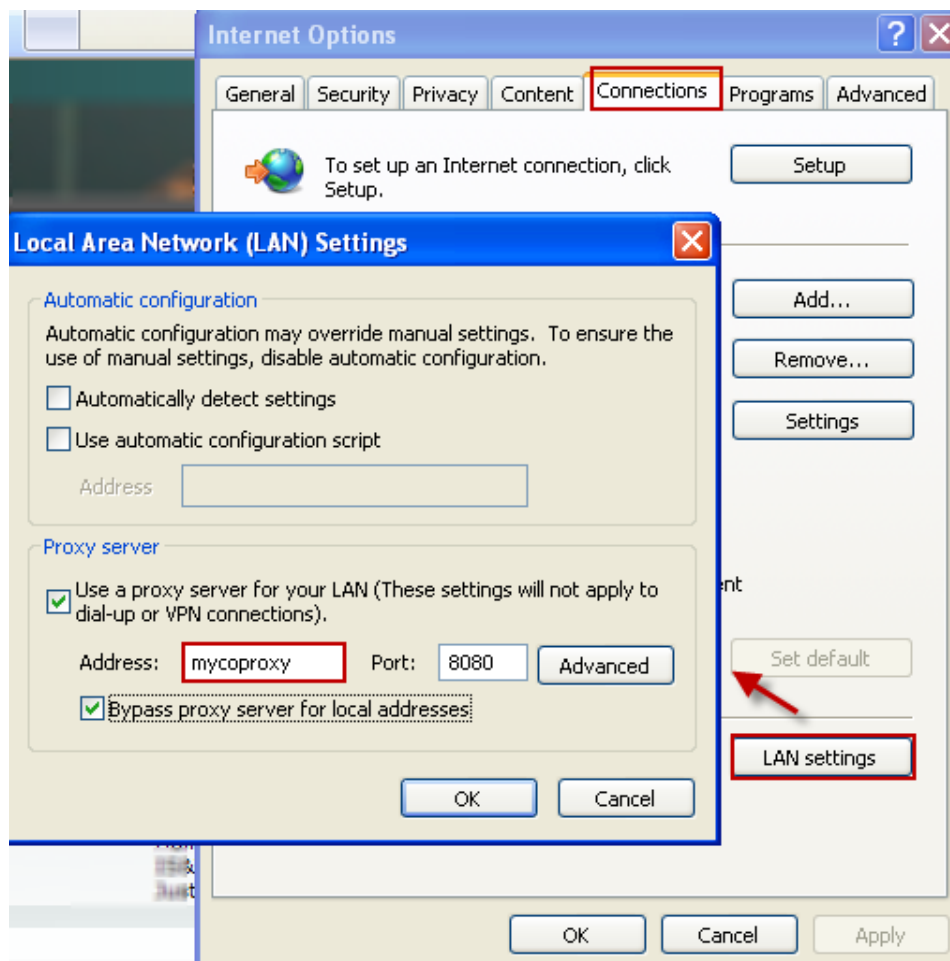 Internet Options
General Security Privacy Content Connections Programs Advanced
To set up an Internet connection, click
Setup.
Setup
Local Area Network (LAN) Settings
Automatic configuration
Automatic configuration may override manual settings. To ensure the
use of manual settings, disable automatic configuration.
Automatically detect settings
Use automatic configuration script
Address
Proxy server
Use a proxy server for your LAN (These settings will not apply to
dial-up or VPN connections).
Address: mycoproxy Port: 8080 Advanced
Bypass proxy server for local addresses
OK Cancel
Add...
Remove...
Settings
nt
Set default
LAN settings
OK Cancel Apply